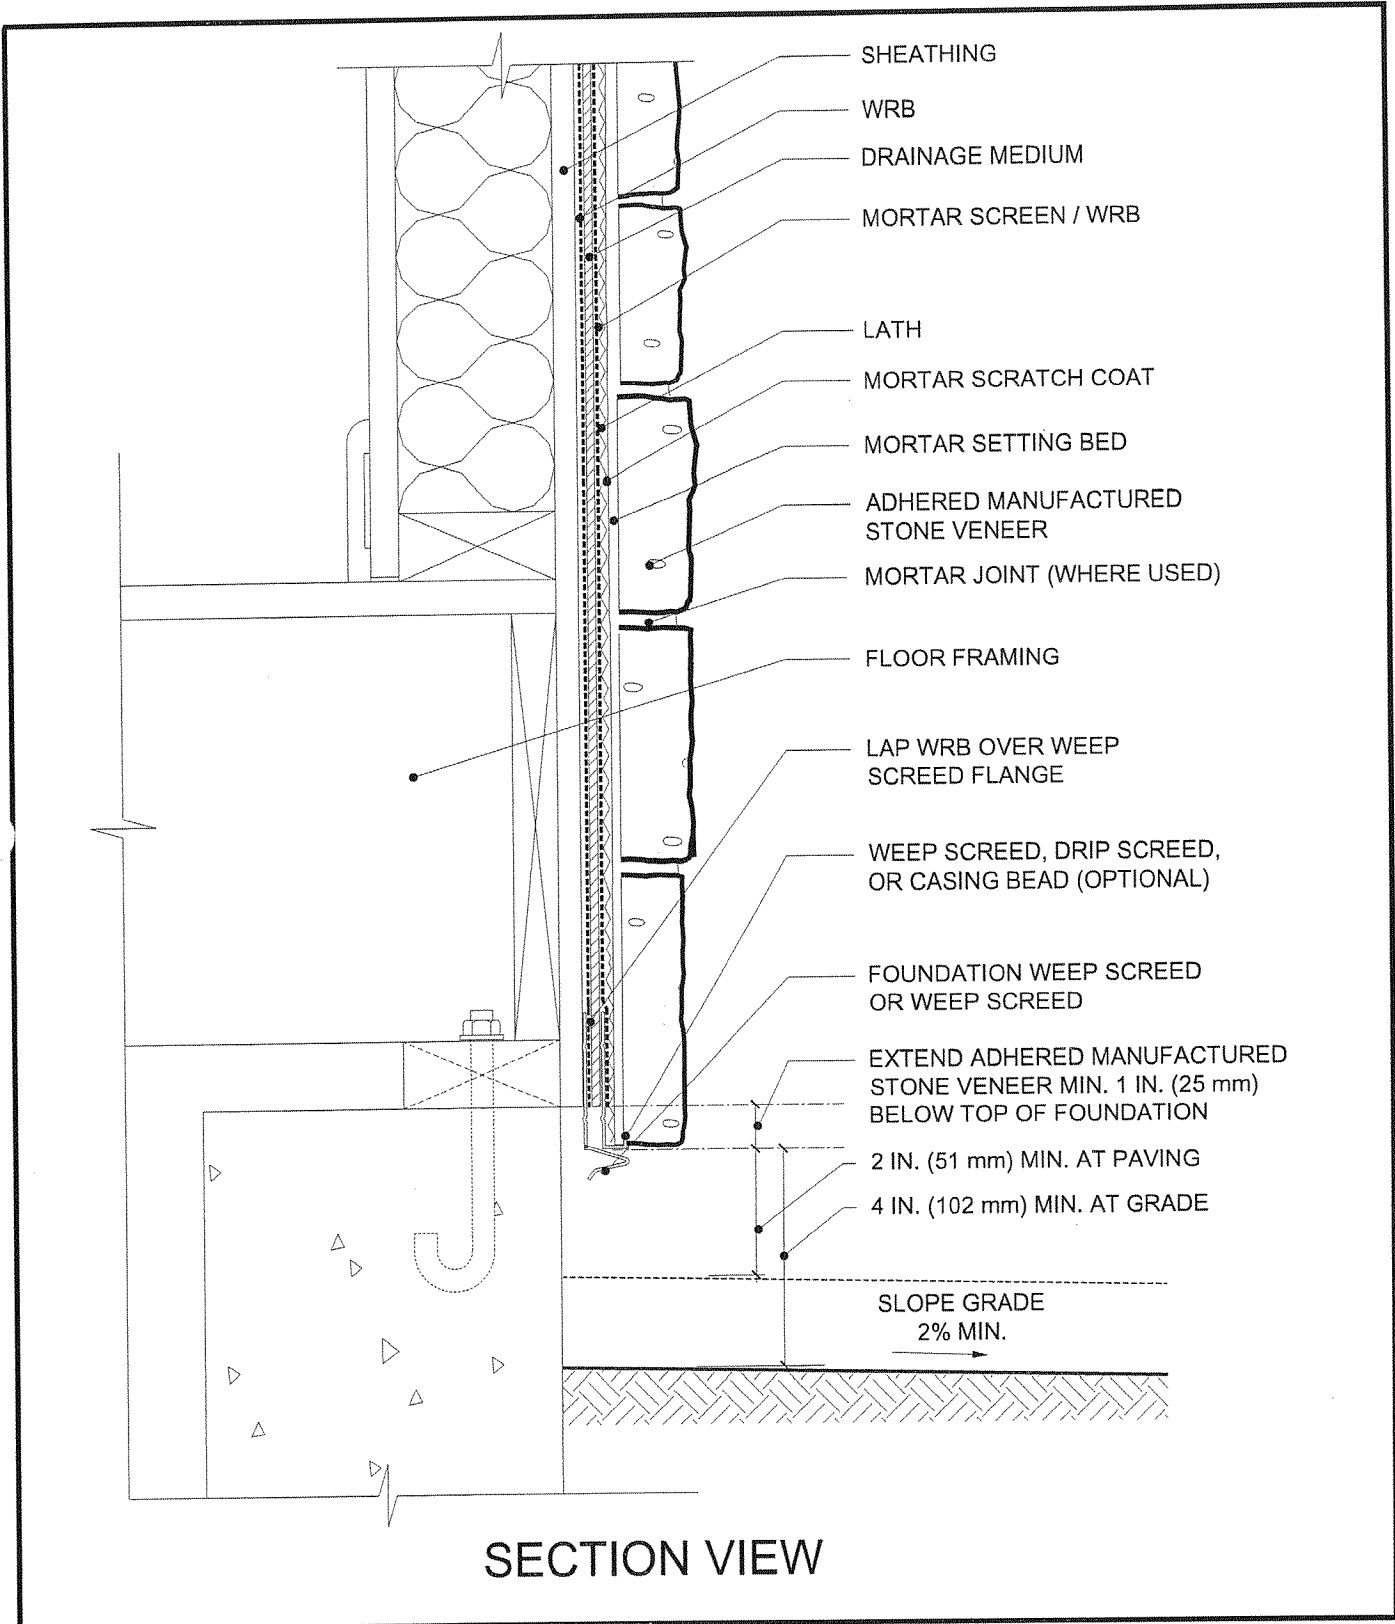 SHEATHING
WRB
DRAINAGE MEDIUM
MORTAR SCREEN / WRB
LATH
MORTAR SCRATCH COAT
MORTAR SETTING BED
ADHERED MANUFACTURED
STONE VENEER
MORTAR JOINT (WHERE USED)
FLOOR FRAMING
LAP WRB OVER WEEP
SCREED FLANGE
WEEP SCREED, DRIP SCREED,
OR CASING BEAD (OPTIONAL)
FOUNDATION WEEP SCREED
OR WEEP SCREED
EXTEND ADHERED MANUFACTURED
STONE VENEER MIN. 1 IN. (25 mm)
BELOW TOP OF FOUNDATION
2 IN. (51 mm) MIN. AT PAVING
4 IN. (102 mm) MIN. AT GRADE
SLOPE GRADE
2% MIN.
SECTION VIEW